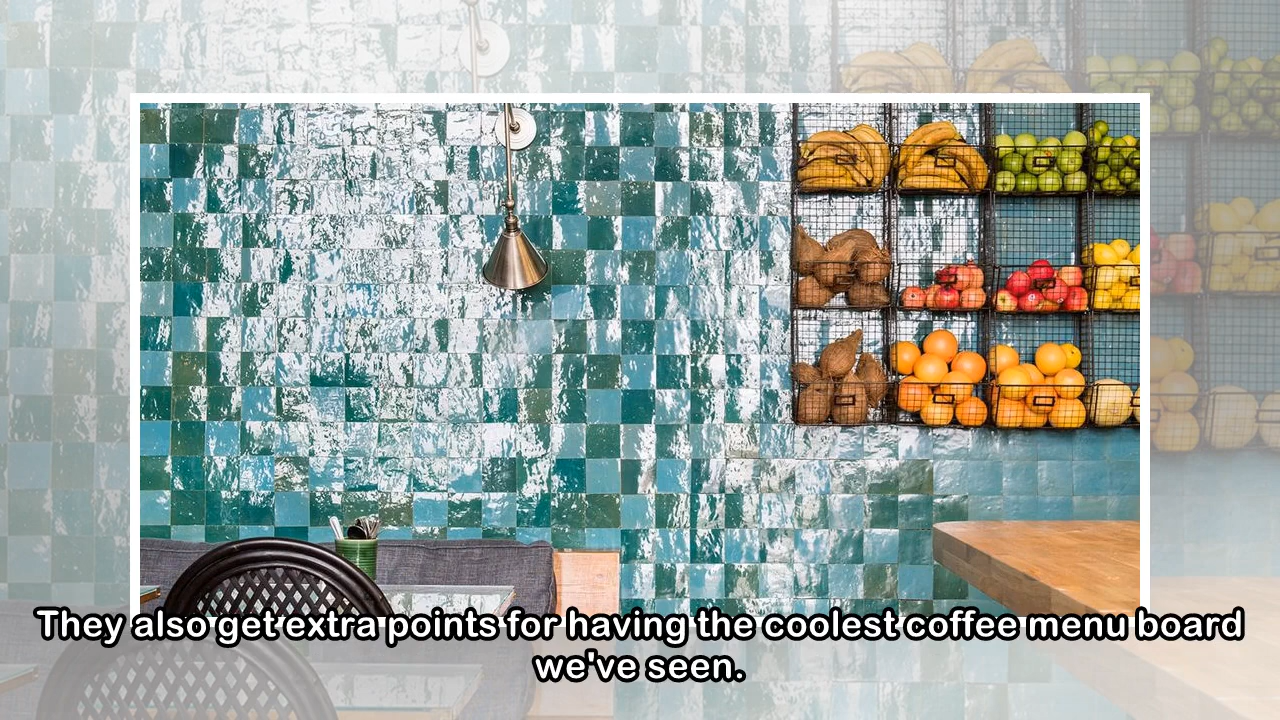 They also get extra points for having the coolest coffee menu board
we've seen.